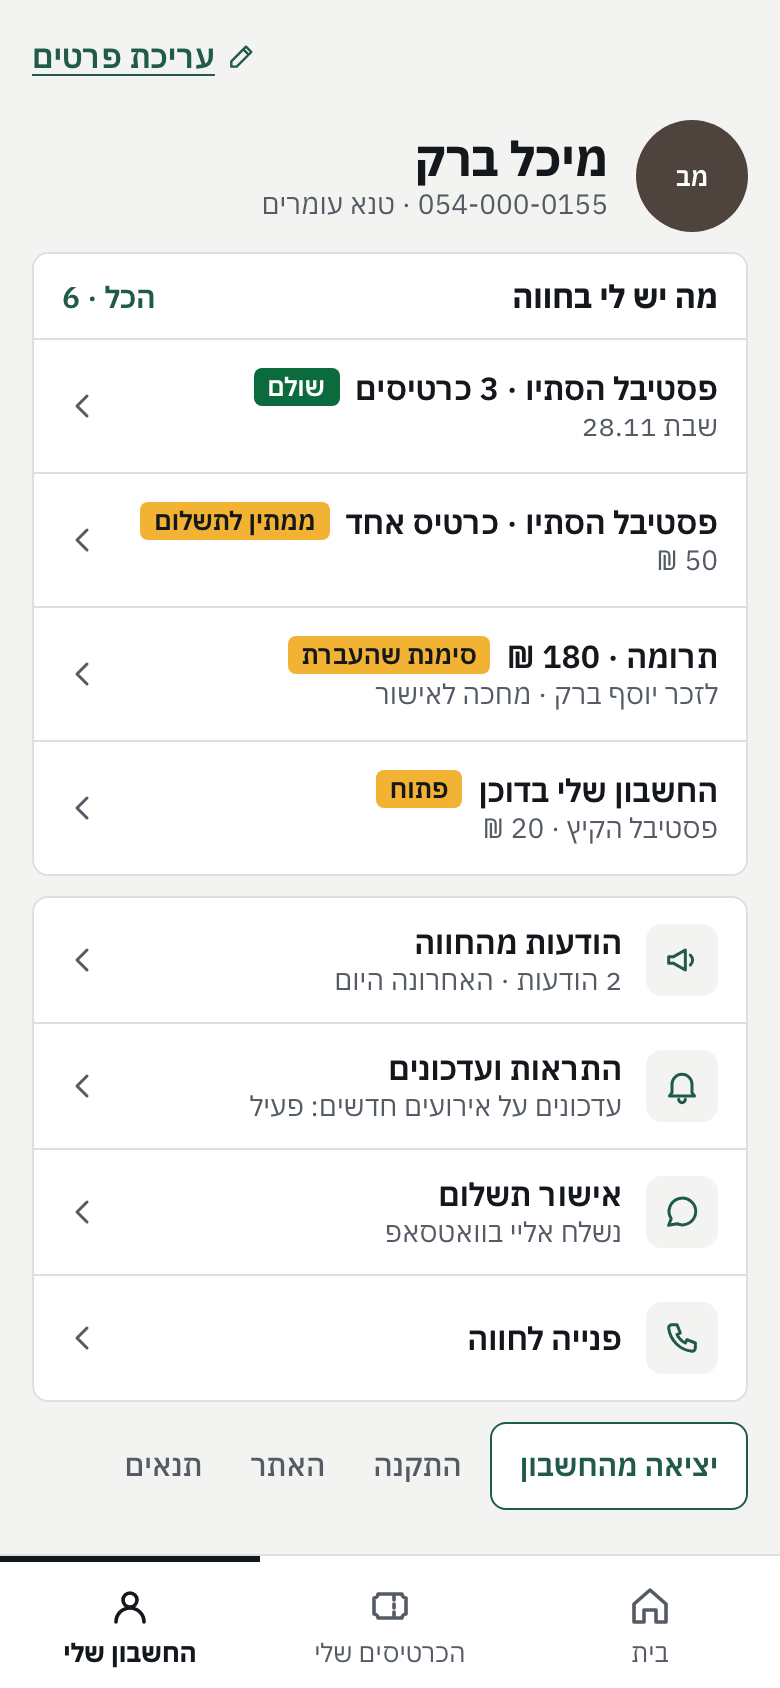 עריכת פרטים
מב
מיכל ברק
054-000-0155 · טנא עומרים
מה יש לי בחווה
הכל · 6
פסטיבל הסתיו · 3 כרטיסים שולם
שבת 28.11
פסטיבל הסתיו · כרטיס אחד ממתין לתשלום
50 ₪
תרומה · 180 ₪ סימנת שהעברת
לזכר יוסף ברק · מחכה לאישור
החשבון שלי בדוכן פתוח
פסטיבל הקיץ · 20 ₪
הודעות מהחווה
2 הודעות · האחרונה היום
התראות ועדכונים
עדכונים על אירועים חדשים: פעיל
אישור תשלום
נשלח אליי בוואטסאפ
פנייה לחווה
יציאה מהחשבון התקנה האתר תנאים
בית הכרטיסים שלי החשבון שלי